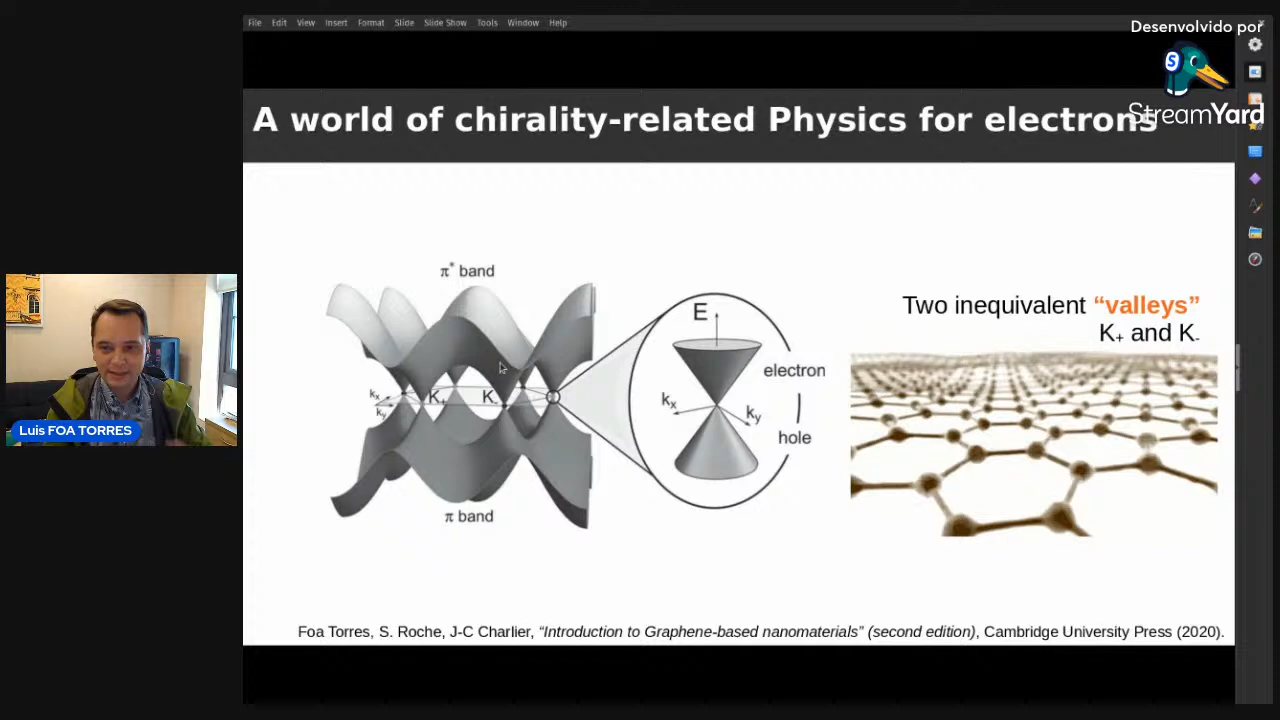 File Edit View Insert Format Slide Slide Show Tools Window Help
Desenvolvido por
S
StreamYard
A world of chirality-related Physics for electrons
π* band
kx
ky
K+
K-
π band
E
kx
ky
electron
hole
Two inequivalent “valleys”
K+ and K-
Luis FOA TORRES
Foa Torres, S. Roche, J-C Charlier, “Introduction to Graphene-based nanomaterials” (second edition), Cambridge University Press (2020).